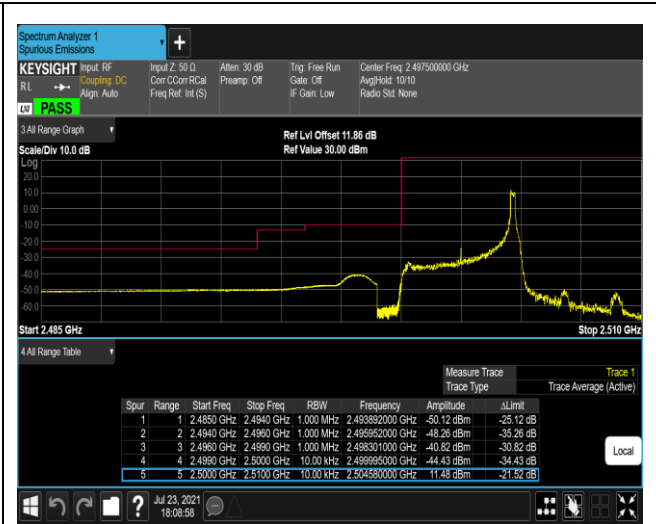 Spectrum Analyzer 1
Spurious Emissions
+
KEYSIGHT Input: RF Input Z: 50 Ω Atten: 30 dB Trig: Free Run Center Freq: 2.497500000 GHz
RL Coupling: DC Corr CCorr RCal Preamp: Off Gate: Off Avg|Hold: 10/10
Align: Auto Freq Ref: Int (S) IF Gain: Low Radio Std: None
LXI PASS
3 All Range Graph
Ref Lvl Offset 11.86 dB
Scale/Div 10.0 dB Ref Value 30.00 dBm
Log
20.0
10.0
0.00
-10.0
-20.0
-30.0
-40.0
-50.0
-60.0
Start 2.485 GHz Stop 2.510 GHz
4 All Range Table
Measure Trace Trace 1
Trace Type Trace Average (Active)
Spur Range Start Freq Stop Freq RBW Frequency Amplitude ΔLimit
1 1 2.4850 GHz 2.4940 GHz 1.000 MHz 2.493892000 GHz -50.12 dBm -25.12 dB
2 2 2.4940 GHz 2.4960 GHz 1.000 MHz 2.495952000 GHz -48.26 dBm -35.26 dB
3 3 2.4960 GHz 2.4990 GHz 1.000 MHz 2.498301000 GHz -40.82 dBm -30.82 dB
4 4 2.4990 GHz 2.5000 GHz 10.00 kHz 2.499995000 GHz -44.43 dBm -34.43 dB
5 5 2.5000 GHz 2.5100 GHz 10.00 kHz 2.504580000 GHz 11.48 dBm -21.52 dB
Local
? Jul 23, 2021
18:08:58